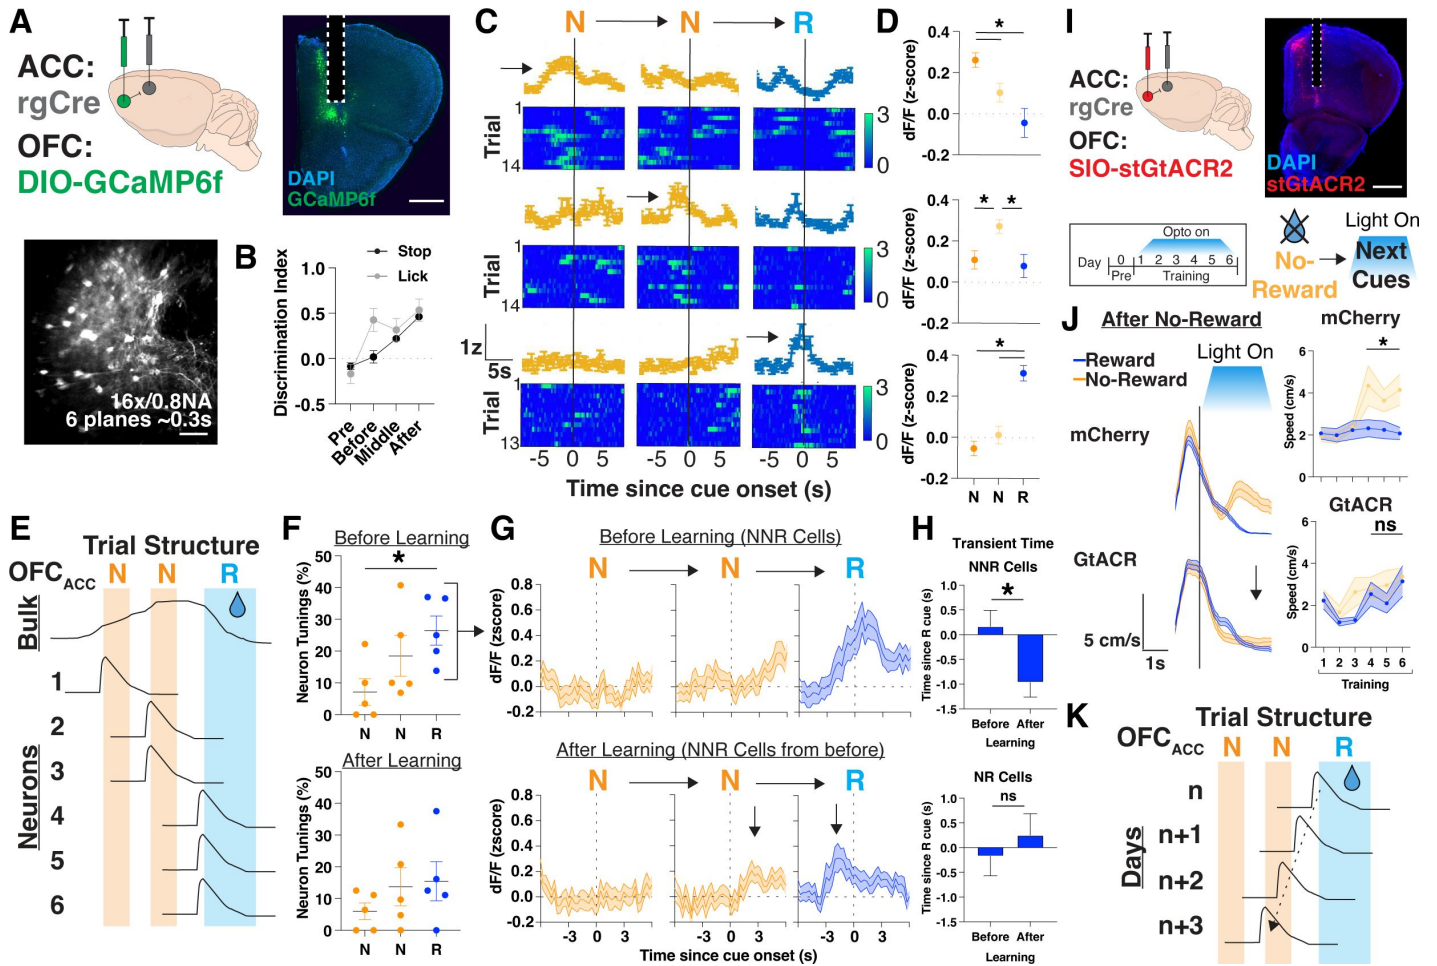 A
ACC:
rgCre
OFC:
DIO-GCaMP6f
DAPI
GCaMP6f
16x/0.8NA
6 planes ~0.3s
B
Stop
Lick
Discrimination Index
1.0
0.5
0.0
-0.5
Pre
Before
Middle
After
C
N N R
1
Trial
14
3
0
1
Trial
14
3
0
1z
5s
1
Trial
13
3
0
-5 0 5 -5 0 5 -5 0 5
Time since cue onset (s)
D
*
dF/F (z-score)
0.4
0.2
0.0
-0.2
* *
dF/F (z-score)
0.4
0.2
0.0
-0.2
*
dF/F (z-score)
0.4
0.2
0.0
-0.2
N N R
E
Trial Structure
OFCACC N N R
Bulk
Neurons
1
2
3
4
5
6
F
Before Learning
*
Neuron Tunings (%)
50
40
30
20
10
0
N N R
After Learning
Neuron Tunings (%)
50
40
30
20
10
0
N N R
G
Before Learning (NNR Cells)
N N R
dF/F (zscore)
0.8
0.6
0.4
0.2
0.0
-0.2
After Learning (NNR Cells from before)
N N R
dF/F (zscore)
0.8
0.6
0.4
0.2
0.0
-0.2
-3 0 3 -3 0 3 -3 0 3
Time since cue onset (s)
H
Transient Time
NNR Cells
*
Time since R cue (s)
1.0
0.5
0.0
-0.5
-1.0
-1.5
Before After
Learning
NR Cells
ns
Time since R cue (s)
1.0
0.5
0.0
-0.5
-1.0
-1.5
Before After
Learning
I
ACC:
rgCre
OFC:
SIO-stGtACR2
DAPI
stGtACR2
Opto on
Day 0 1 2 3 4 5 6
Pre Training
No-
Reward
Light On
Next
Cues
J
After No-Reward
Reward
No-Reward
Light On
mCherry
GtACR
5 cm/s
1s
mCherry
*
Speed (cm/s)
6
4
2
0
GtACR
ns
Speed (cm/s)
6
4
2
0
1 2 3 4 5 6
Training
K
Trial Structure
OFCACC N N R
Days
n
n+1
n+2
n+3